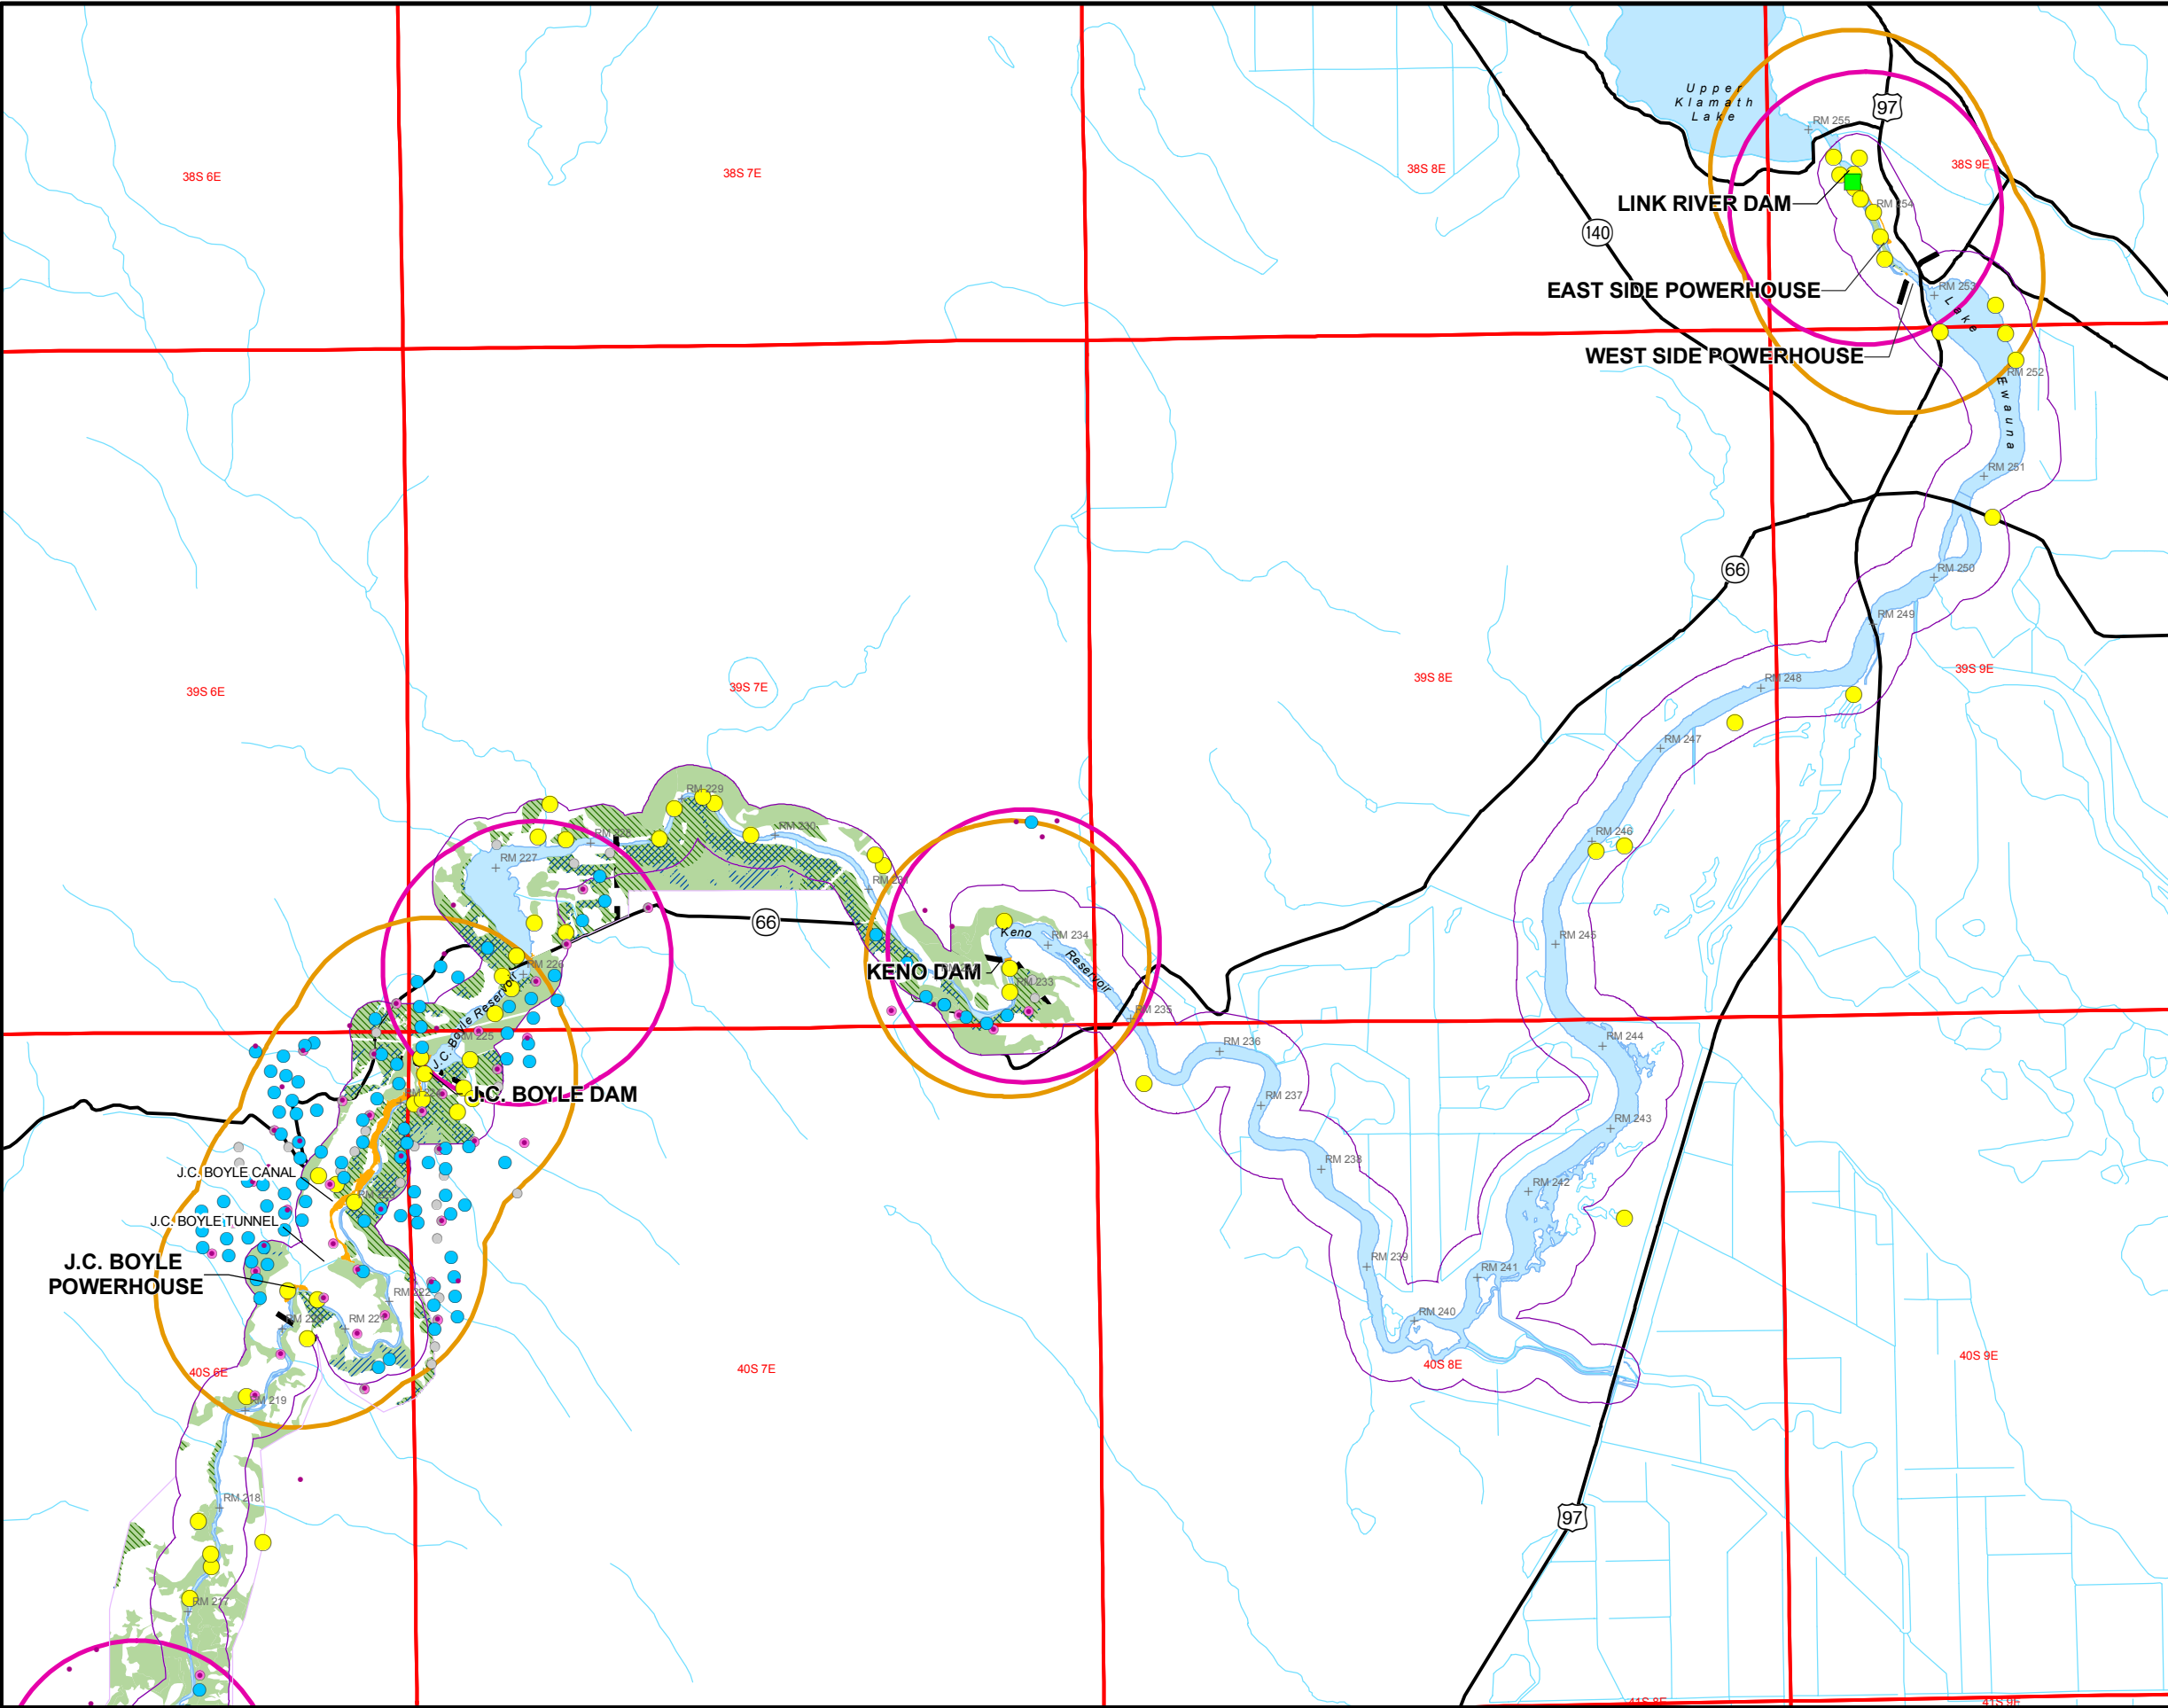 Upper
Klamath
Lake
97
RM 255
38S 6E
38S 7E
38S 8E
38S 9E
LINK RIVER DAM
RM 254
140
EAST SIDE POWERHOUSE
RM 253
Lake
WEST SIDE POWERHOUSE
RM 252
Ewauna
RM 251
66
RM 250
RM 249
39S 6E
39S 7E
39S 8E
39S 9E
RM 248
RM 247
RM 229
RM 230
RM 246
RM 227
66
Keno
RM 234
RM 245
KENO DAM
Reservoir
RM 226
RM 233
J.C. Boyle Reservoir
RM 235
RM 225
RM 236
RM 244
J.C. BOYLE DAM
RM 237
RM 243
J.C. BOYLE CANAL
RM 238
RM 242
J.C. BOYLE TUNNEL
J.C. BOYLE
POWERHOUSE
RM 239
RM 241
RM 222
RM 240
40S 6E
40S 7E
40S 8E
40S 9E
RM 219
RM 218
97
RM 217
41S 8E
41S 9E